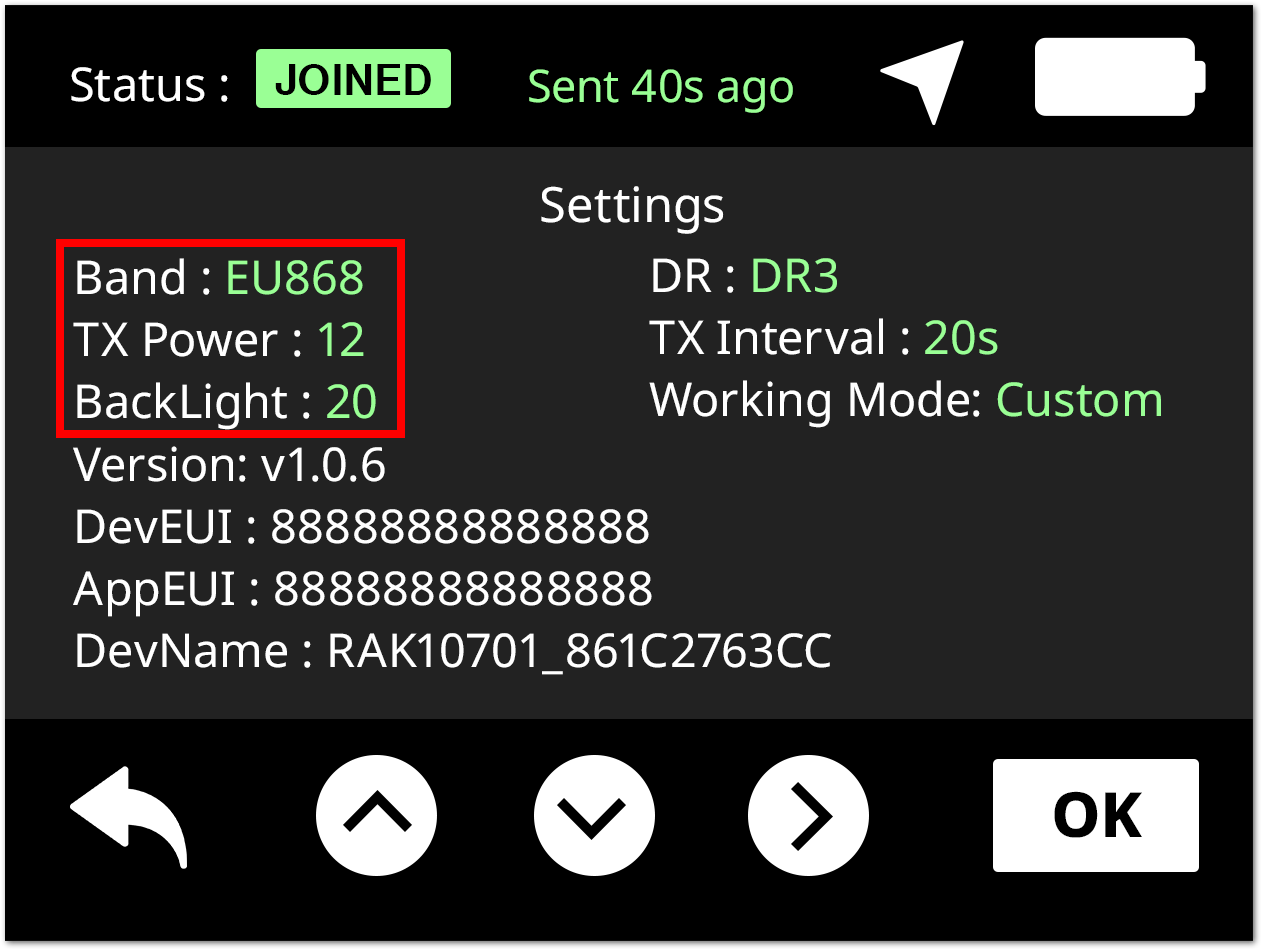 Status : JOINED Sent 40s ago
Settings
Band : EU868 DR : DR3
TX Power : 12 TX Interval : 20s
BackLight : 20 Working Mode: Custom
Version: v1.0.6
DevEUI : 88888888888888
AppEUI : 88888888888888
DevName : RAK10701_861C2763CC
OK